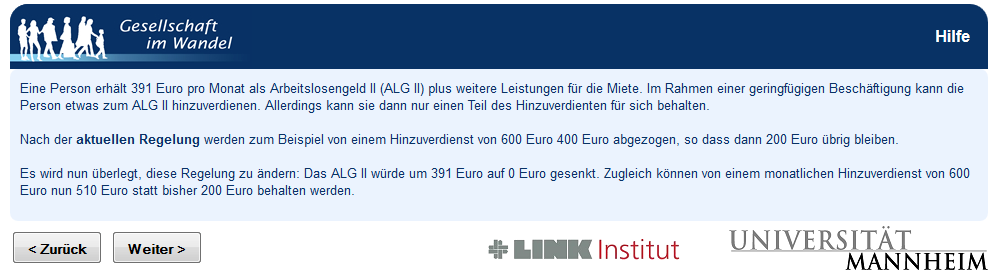 Gesellschaft
im Wandel
Hilfe
Eine Person erhält 391 Euro pro Monat als Arbeitslosengeld II (ALG II) plus weitere Leistungen für die Miete. Im Rahmen einer geringfügigen Beschäftigung kann die
Person etwas zum ALG II hinzuverdienen. Allerdings kann sie dann nur einen Teil des Hinzuverdienten für sich behalten.
Nach der aktuellen Regelung werden zum Beispiel von einem Hinzuverdienst von 600 Euro 400 Euro abgezogen, so dass dann 200 Euro übrig bleiben.
Es wird nun überlegt, diese Regelung zu ändern: Das ALG II würde um 391 Euro auf 0 Euro gesenkt. Zugleich können von einem monatlichen Hinzuverdienst von 600
Euro nun 510 Euro statt bisher 200 Euro behalten werden.
< Zurück Weiter >
LINK Institut
UNIVERSITÄT
MANNHEIM